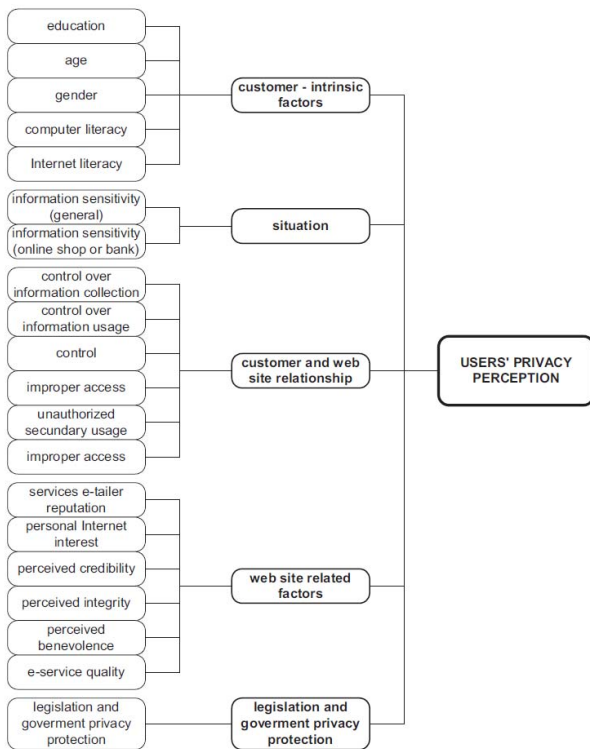 education
age
gender
computer literacy
Internet literacy
customer - intrinsic
factors
information sensitivity
(general)
information sensitivity
(online shop or bank)
situation
control over
information collection
control over
information usage
control
improper access
unauthorized
secundary usage
improper access
customer and web
site relationship
services e-tailer
reputation
personal Internet
interest
perceived credibility
perceived integrity
perceived
benevolence
e-service quality
web site related
factors
legislation and
goverment privacy
protection
legislation and
goverment privacy
protection
USERS' PRIVACY
PERCEPTION